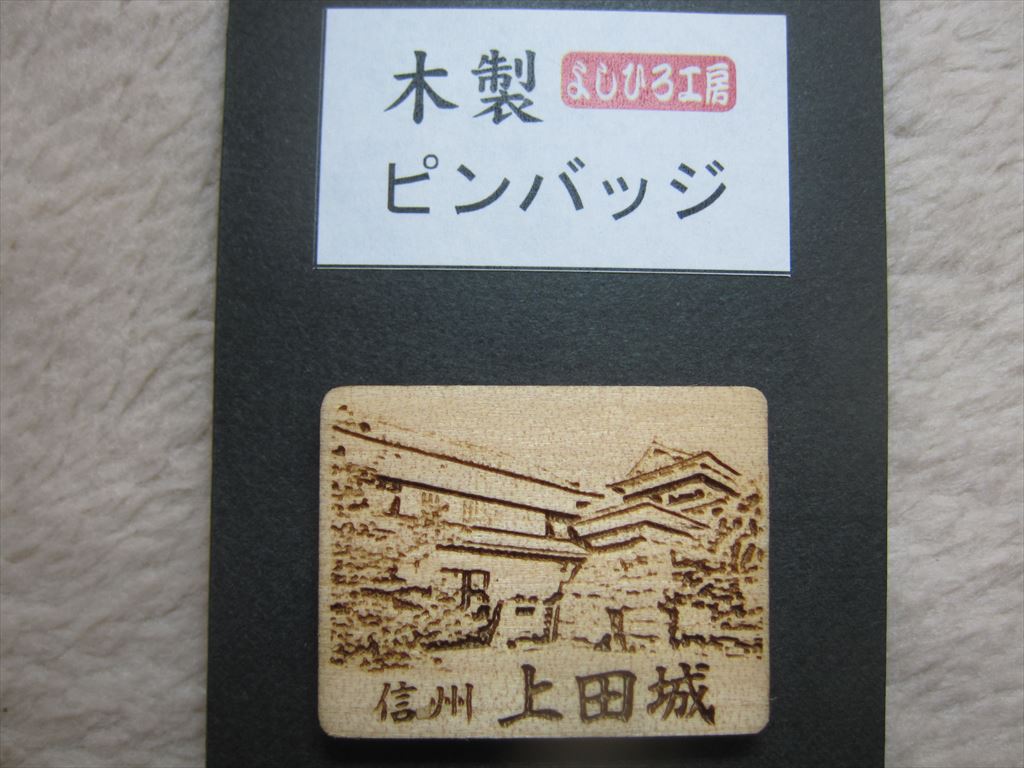 木製 よしひろ工房
ピンバッジ
信州 上田城